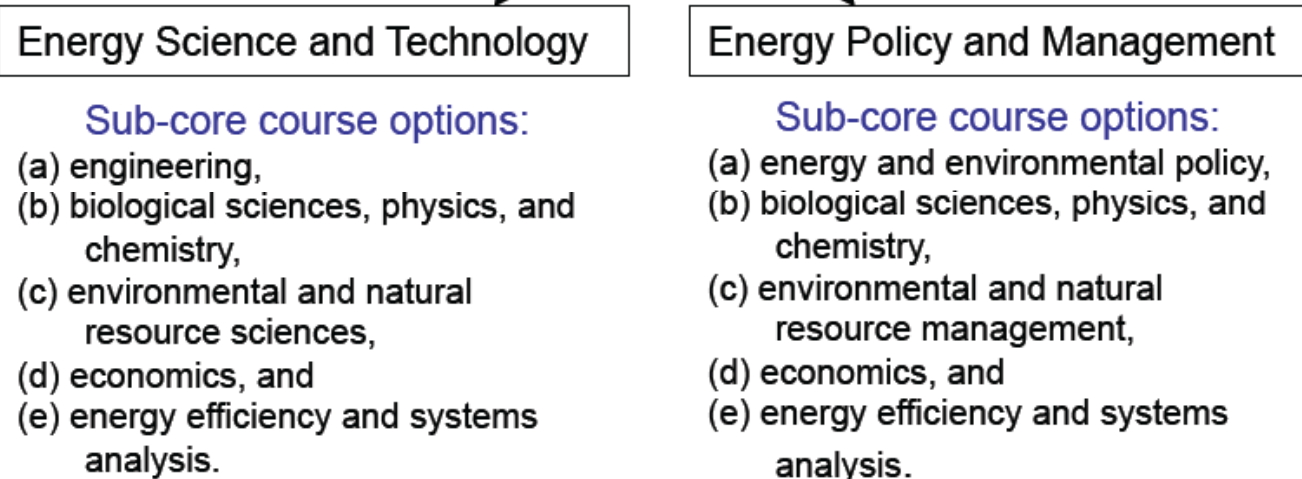 Energy Science and Technology
Sub-core course options:
(a) engineering,
(b) biological sciences, physics, and
chemistry,
(c) environmental and natural
resource sciences,
(d) economics, and
(e) energy efficiency and systems
analysis.
Energy Policy and Management
Sub-core course options:
(a) energy and environmental policy,
(b) biological sciences, physics, and
chemistry,
(c) environmental and natural
resource management,
(d) economics, and
(e) energy efficiency and systems
analysis.